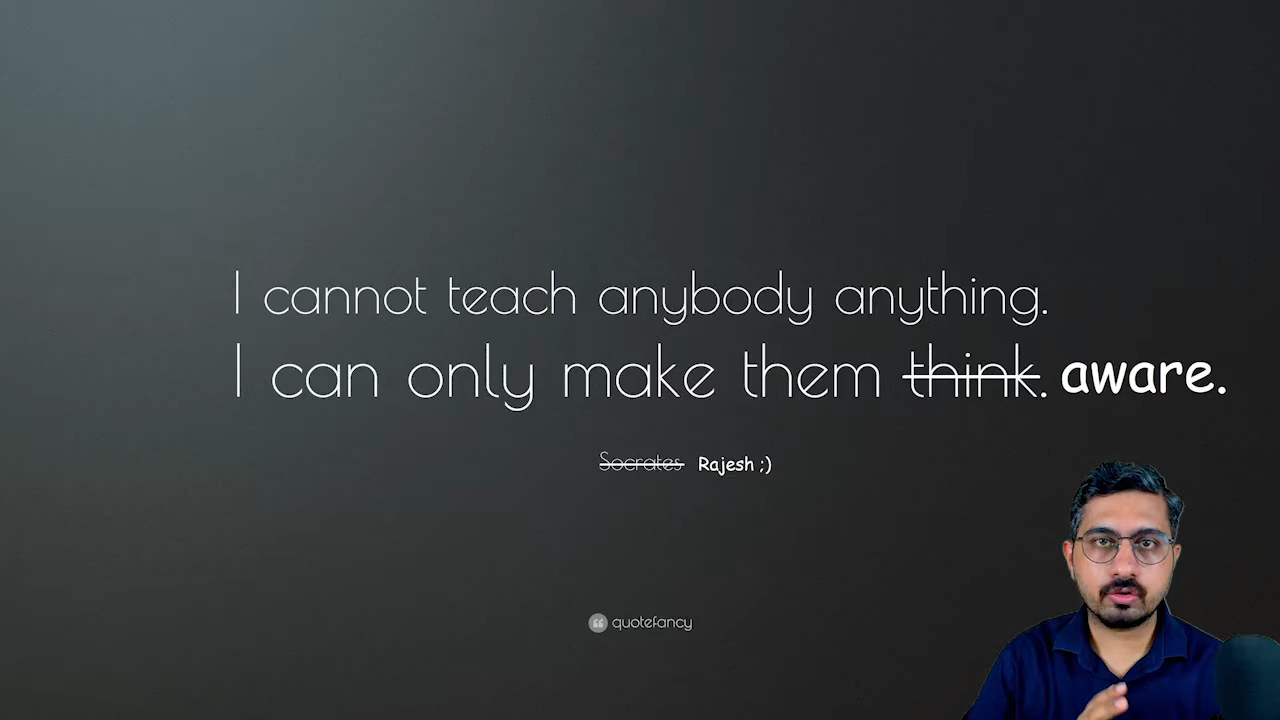 I cannot teach anybody anything.
I can only make them think. aware.
Socrates Rajesh ;)
quotefancy